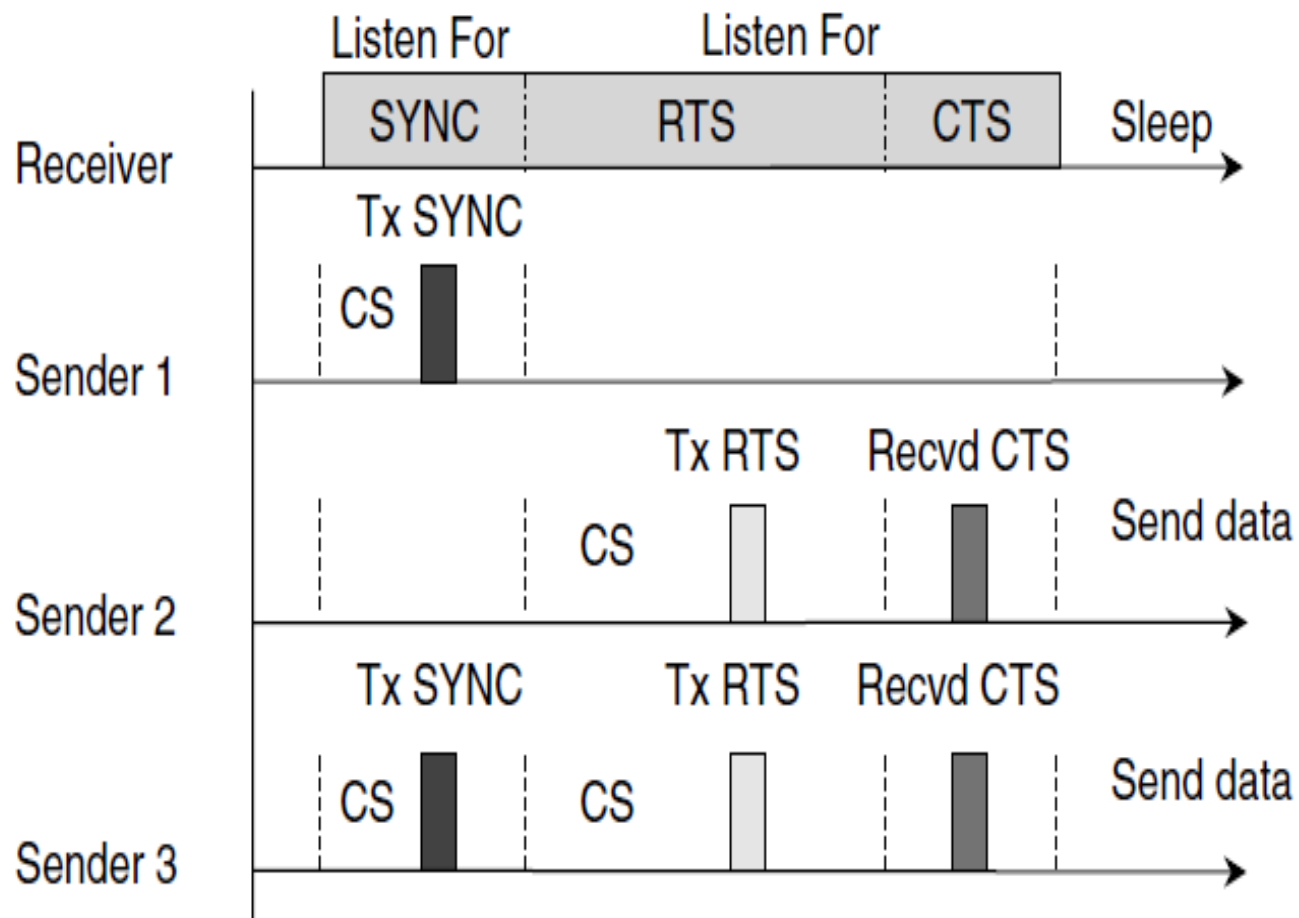 Listen For Listen For
SYNC RTS CTS Sleep
Receiver
Tx SYNC
CS
Sender 1
Tx RTS Recvd CTS
CS Send data
Sender 2
Tx SYNC Tx RTS Recvd CTS
CS CS Send data
Sender 3